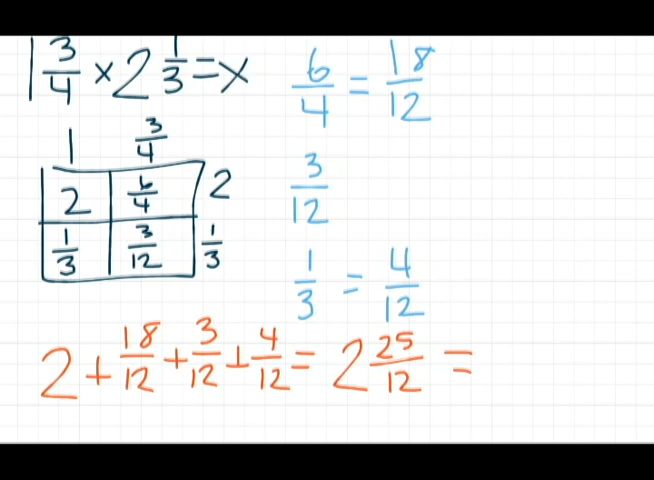 1 3/4 × 2 1/3 = x
6/4 = 18/12
1 3/4
2 6/4 2
3/12
1/3 3/12 1/3
1/3 = 4/12
2 + 18/12 + 3/12 + 4/12 = 2 25/12 =